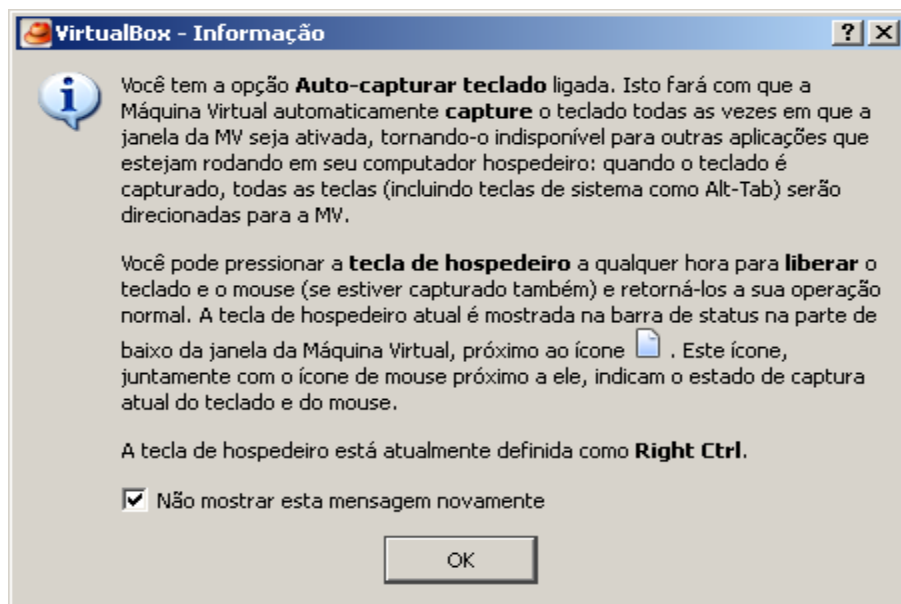 VirtualBox - Informação
Você tem a opção Auto-capturar teclado ligada. Isto fará com que a
Máquina Virtual automaticamente capture o teclado todas as vezes em que a
janela da MV seja ativada, tornando-o indisponível para outras aplicações que
estejam rodando em seu computador hospedeiro: quando o teclado é
capturado, todas as teclas (incluindo teclas de sistema como Alt-Tab) serão
direcionadas para a MV.
Você pode pressionar a tecla de hospedeiro a qualquer hora para liberar o
teclado e o mouse (se estiver capturado também) e retorná-los a sua operação
normal. A tecla de hospedeiro atual é mostrada na barra de status na parte de
baixo da janela da Máquina Virtual, próximo ao ícone . Este ícone,
juntamente com o ícone de mouse próximo a ele, indicam o estado de captura
atual do teclado e do mouse.
A tecla de hospedeiro está atualmente definida como Right Ctrl.
Não mostrar esta mensagem novamente
OK